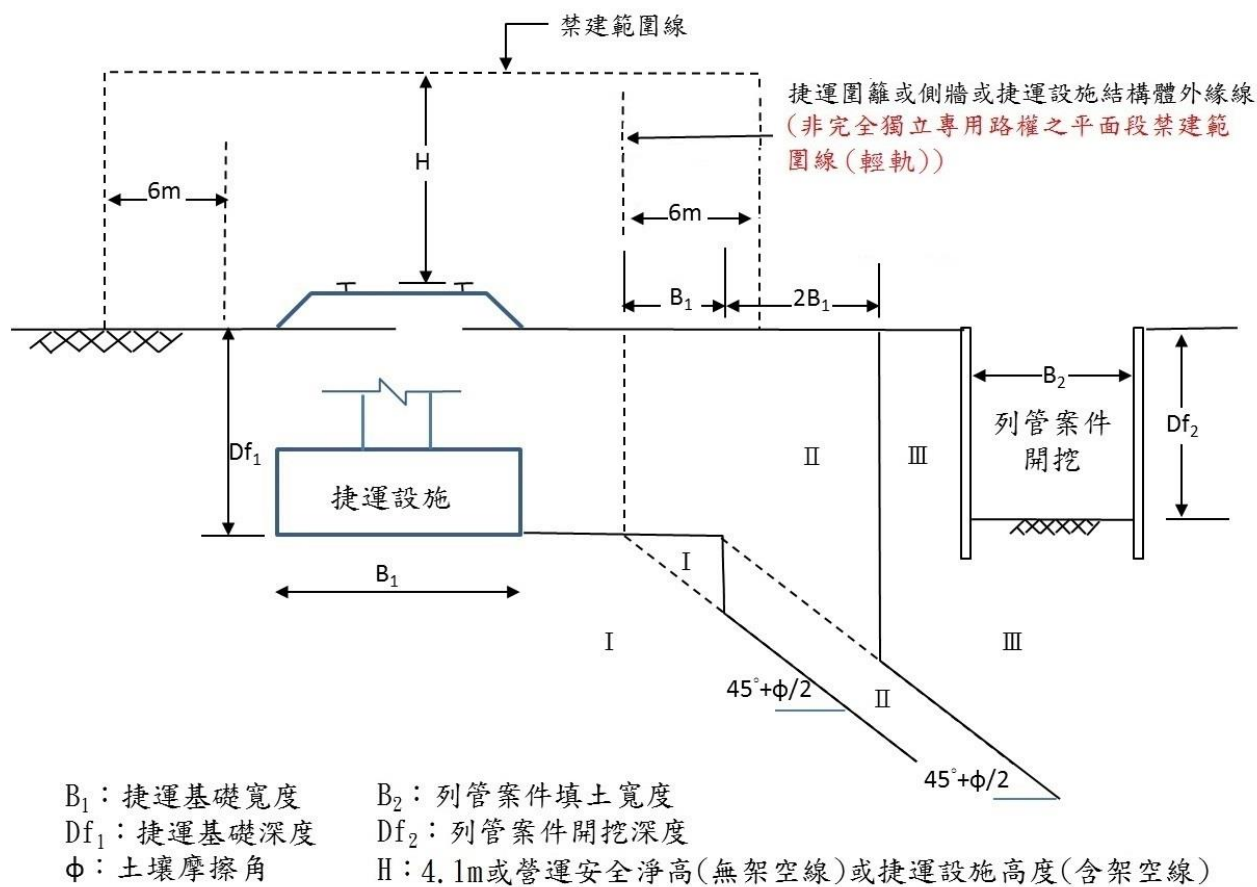 禁建範圍線
捷運圍籬或側牆或捷運設施結構體外緣線
(非完全獨立專用路權之平面段禁建範
圍線(輕軌))
H
6m
6m
B₁
2B₁
B₂
列管案件
開挖
Df₂
Df₁
Ⅱ
Ⅲ
捷運設施
B₁
Ⅰ
Ⅰ
Ⅲ
45°+ϕ/2
Ⅱ
45°+ϕ/2
B₁：捷運基礎寬度
B₂：列管案件填土寬度
Df₁：捷運基礎深度
Df₂：列管案件開挖深度
ϕ：土壤摩擦角
H：4.1m或營運安全淨高(無架空線)或捷運設施高度(含架空線)